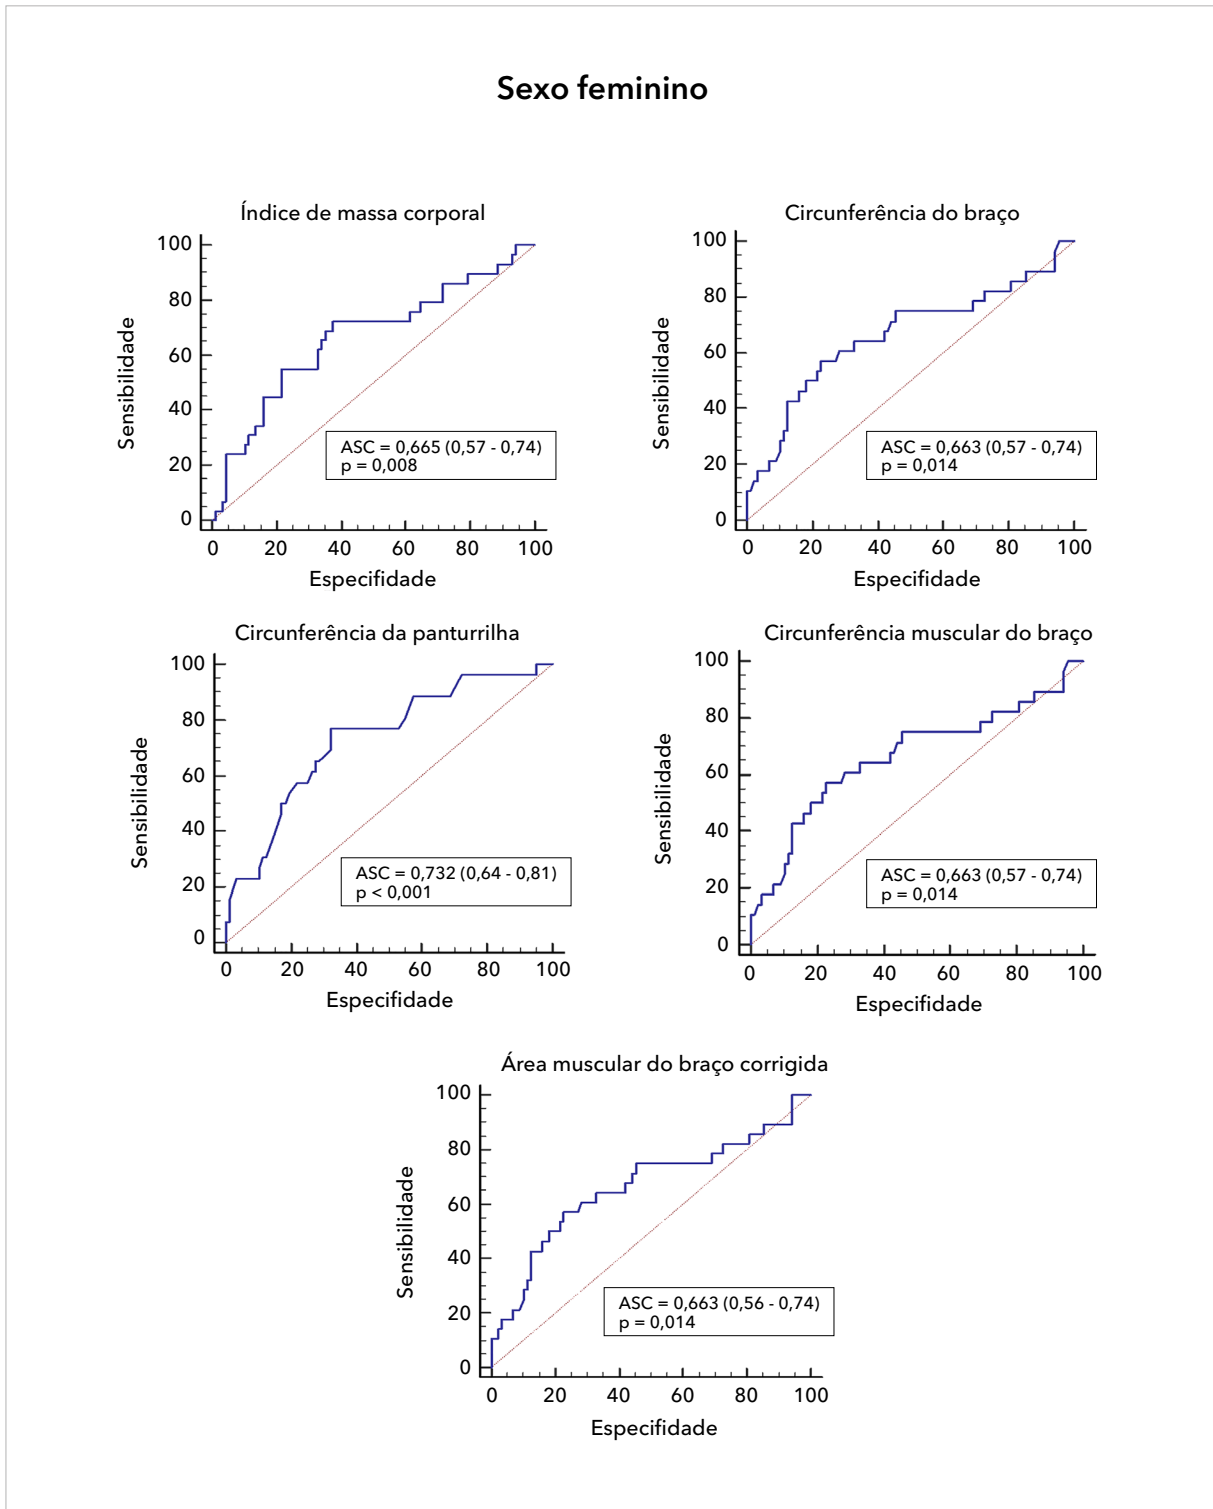 Sexo feminino
Índice de massa corporal
100
80
60
40
20
0
Sensibilidade
ASC = 0,665 (0,57 - 0,74)
p = 0,008
0 20 40 60 80 100
Especifidade
Circunferência do braço
100
80
60
40
20
0
Sensibilidade
ASC = 0,663 (0,57 - 0,74)
p = 0,014
0 20 40 60 80 100
Especifidade
Circunferência da panturrilha
100
80
60
40
20
0
Sensibilidade
ASC = 0,732 (0,64 - 0,81)
p < 0,001
0 20 40 60 80 100
Especifidade
Circunferência muscular do braço
100
80
60
40
20
0
Sensibilidade
ASC = 0,663 (0,57 - 0,74)
p = 0,014
0 20 40 60 80 100
Especifidade
Área muscular do braço corrigida
100
80
60
40
20
0
Sensibilidade
ASC = 0,663 (0,56 - 0,74)
p = 0,014
0 20 40 60 80 100
Especifidade